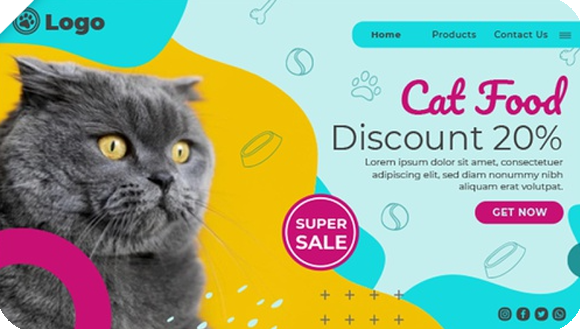 Logo
Home Products Contact Us
Cat Food
Discount 20%
Lorem ipsum dolor sit amet, consectetuer
adipiscing elit, sed diam nonummy nibh
aliquam erat volutpat.
GET NOW
SUPER
SALE